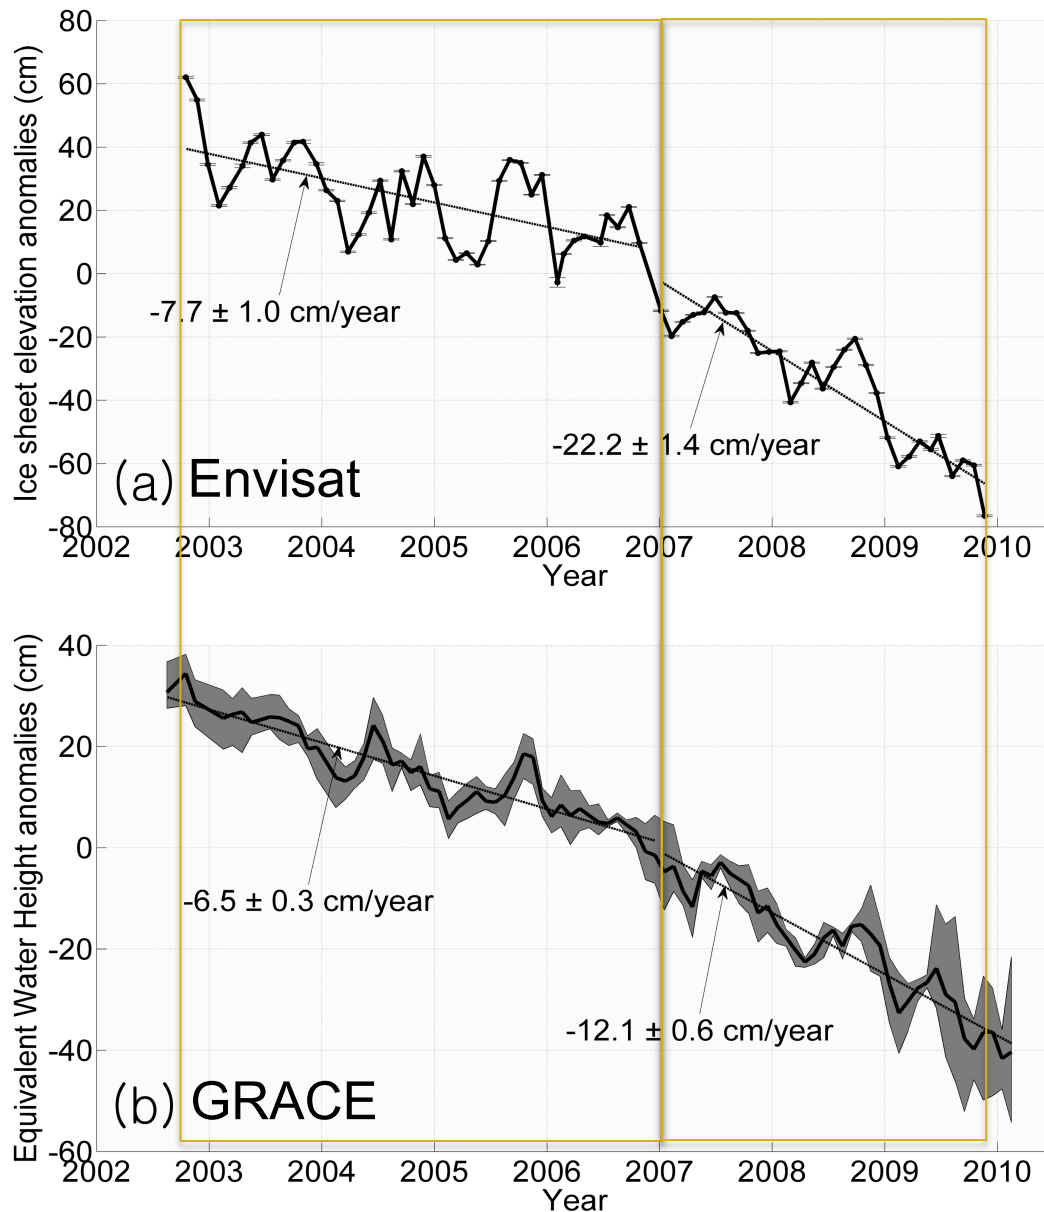 Ice sheet elevation anomalies (cm)
80
60
40
20
0
-20
-40
-60
-80
-7.7 ± 1.0 cm/year
-22.2 ± 1.4 cm/year
(a) Envisat
2002 2003 2004 2005 2006 2007 2008 2009 2010
Year
Equivalent Water Height anomalies (cm)
40
20
0
-20
-40
-60
-6.5 ± 0.3 cm/year
-12.1 ± 0.6 cm/year
(b) GRACE
2002 2003 2004 2005 2006 2007 2008 2009 2010
Year